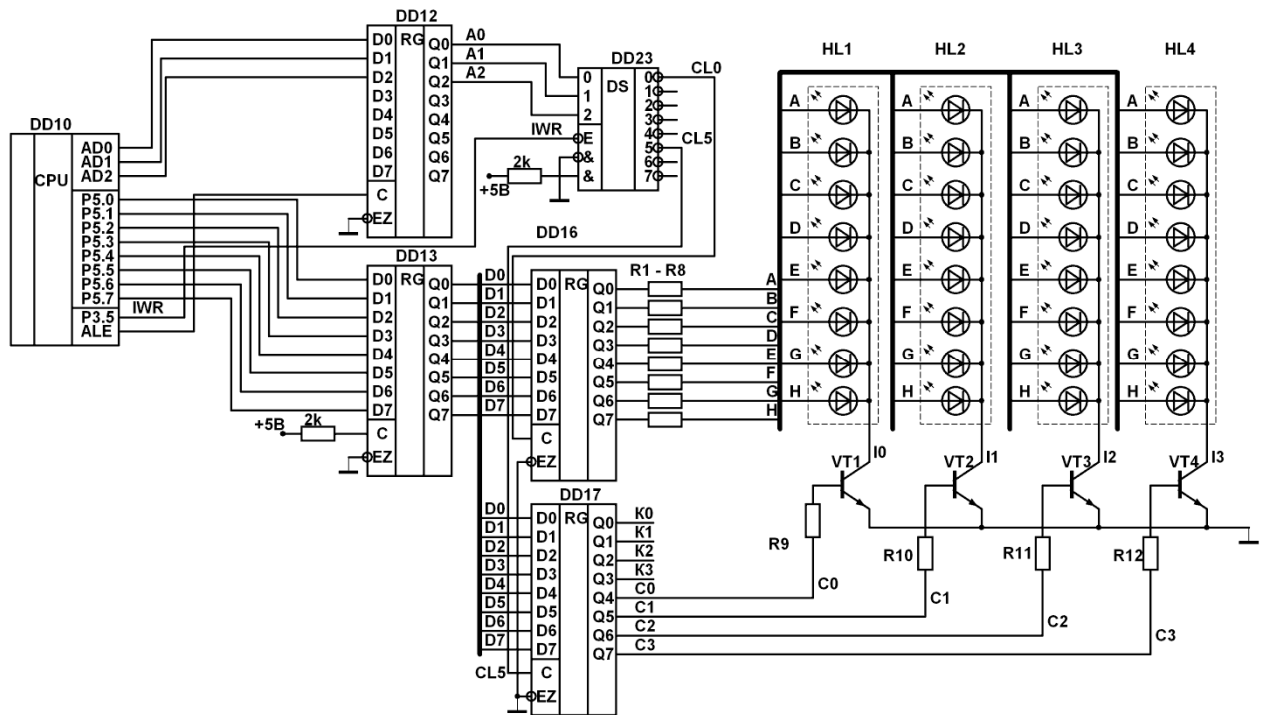 DD12
HL1 HL2 HL3 HL4
D0 RG Q0 A0
D1 Q1 A1
D2 Q2 A2
D3 Q3
D4 Q4
D5 Q5
D6 Q6
D7 Q7
C
EZ
DD23
0 DS 0 CL0
1 1
2 2
3
E 4
& 5 CL5
& 6
7
IWR
2k
+5В
DD10
CPU
AD0
AD1
AD2
P5.0
P5.1
P5.2
P5.3
P5.4
P5.5
P5.6
P5.7
P3.5
ALE
IWR
DD13
D0 RG Q0
D1 Q1
D2 Q2
D3 Q3
D4 Q4
D5 Q5
D6 Q6
D7 Q7
C
EZ
+5В 2k
DD16
D0 D0 RG Q0
D1 D1 Q1
D2 D2 Q2
D3 D3 Q3
D4 D4 Q4
D5 D5 Q5
D6 D6 Q6
D7 D7 Q7
C
EZ
R1 - R8
A
B
C
D
E
F
G
H
A A A A
B B B B
C C C C
D D D D
E E E E
F F F F
G G G G
H H H H
VT1 I0 VT2 I1 VT3 I2 VT4 I3
R9 R10 R11 R12
C0 C1 C2 C3
DD17
D0 D0 RG Q0 K0
D1 D1 Q1 K1
D2 D2 Q2 K2
D3 D3 Q3 K3
D4 D4 Q4 C0
D5 D5 Q5 C1
D6 D6 Q6 C2
D7 D7 Q7 C3
CL5 C
EZ